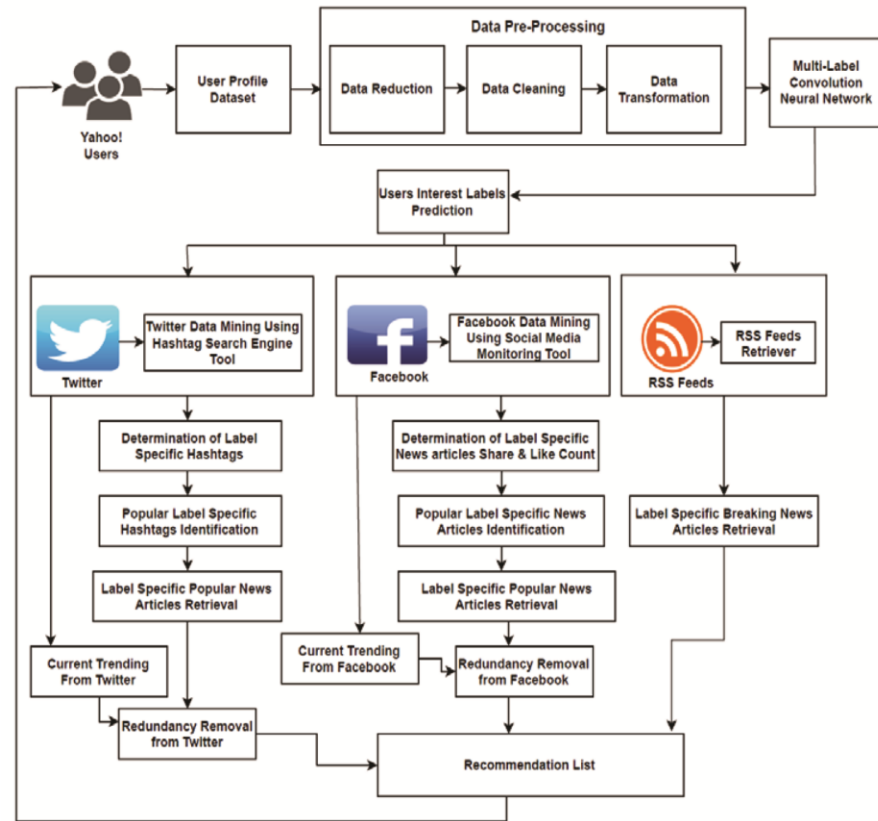 Data Pre-Processing
Yahoo!
Users
User Profile
Dataset
Data Reduction
Data Cleaning
Data
Transformation
Multi-Label
Convolution
Neural Network
Users Interest Labels
Prediction
Twitter
Twitter Data Mining Using
Hashtag Search Engine
Tool
Facebook
Facebook Data Mining
Using Social Media
Monitoring Tool
RSS Feeds
RSS Feeds
Retriever
Determination of Label
Specific Hashtags
Determination of Label Specific
News articles Share & Like Count
Popular Label Specific
Hashtags Identification
Popular Label Specific News
Articles Identification
Label Specific Breaking News
Articles Retrieval
Label Specific Popular News
Articles Retrieval
Label Specific Popular News
Articles Retrieval
Current Trending
From Twitter
Current Trending
From Facebook
Redundancy Removal
from Facebook
Redundancy Removal
from Twitter
Recommendation List